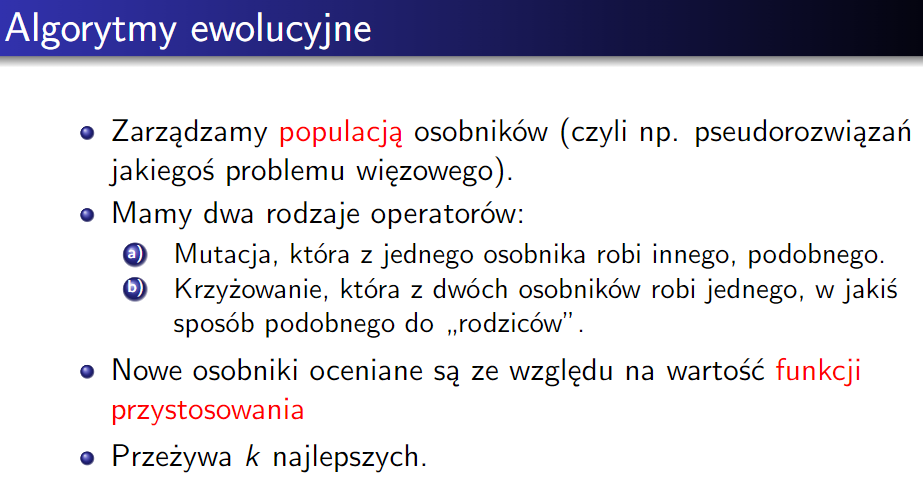 Algorytmy ewolucyjne
Zarządzamy populacją osobników (czyli np. pseudorozwiązań
jakiegoś problemu więzowego).
Mamy dwa rodzaje operatorów:
a) Mutacja, która z jednego osobnika robi innego, podobnego.
b) Krzyżowanie, która z dwóch osobników robi jednego, w jakiś
sposób podobnego do „rodziców”.
Nowe osobniki oceniane są ze względu na wartość funkcji
przystosowania
Przeżywa k najlepszych.